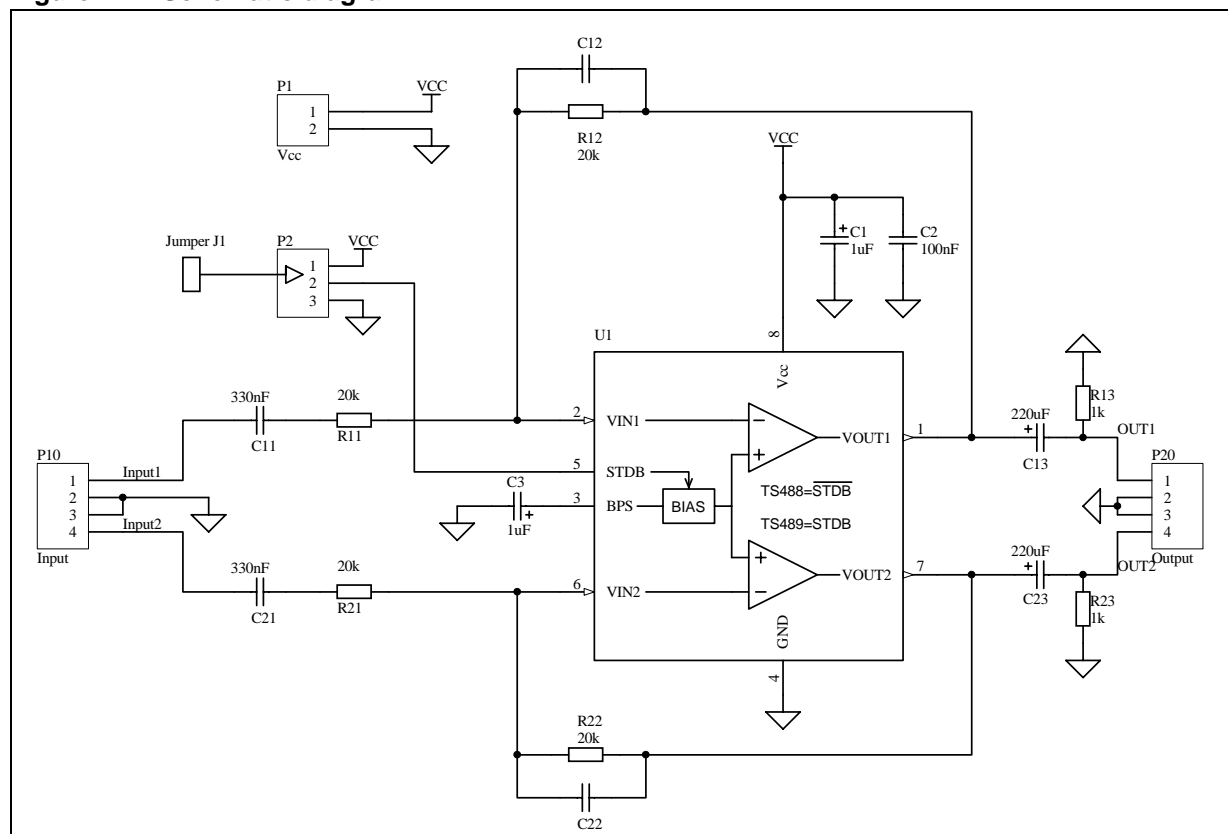 C12
P1
VCC
1
2
Vcc
R12
20k
VCC
Jumper J1
P2
VCC
1
2
3
+
C1
1uF
C2
100nF
U1
8
Vcc
330nF
C11
20k
R11
2
VIN1
−
+
VOUT1
1
220uF
+
C13
R13
1k
OUT1
P10
1
2
3
4
Input
Input1
Input2
5
STDB
C3
+
1uF
3
BPS
BIAS
TS488=STDB
TS489=STDB
P20
1
2
3
4
Output
330nF
C21
20k
R21
6
VIN2
+
−
VOUT2
7
220uF
+
C23
OUT2
R23
1k
GND
4
R22
20k
C22